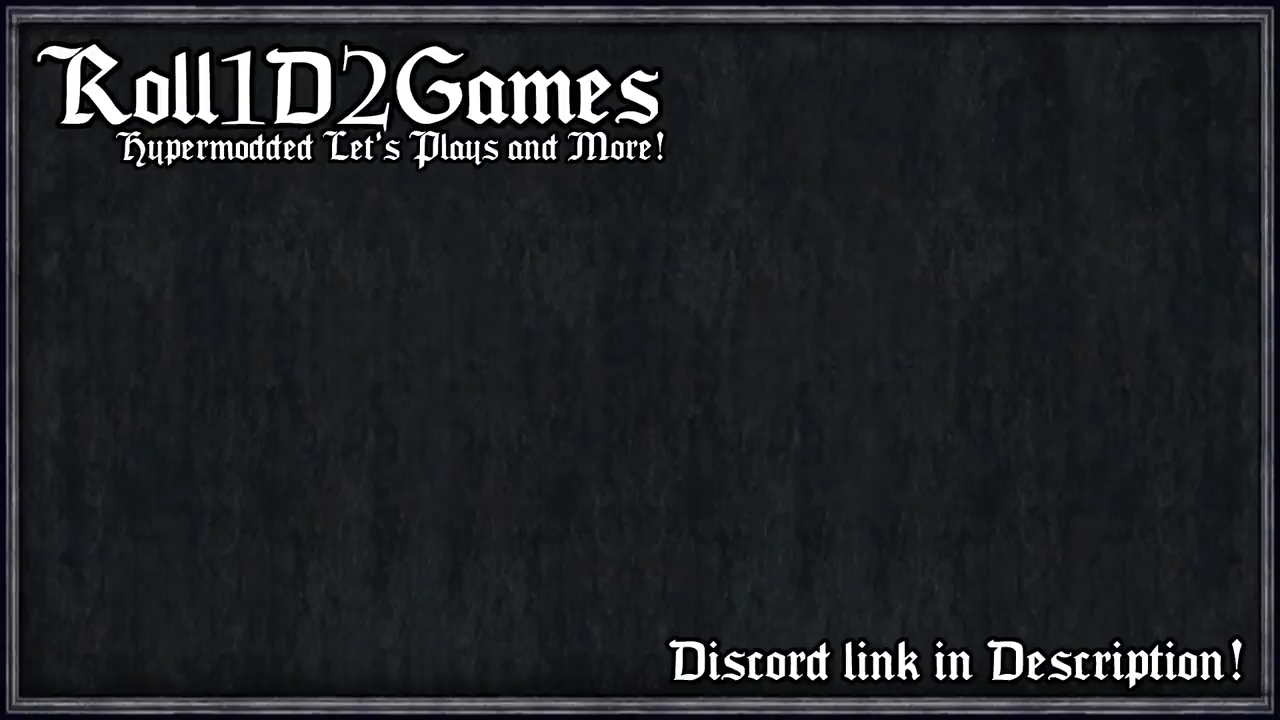 Roll1D2Games
Hypermodded Let's Plays and More!
Discord link in Description!